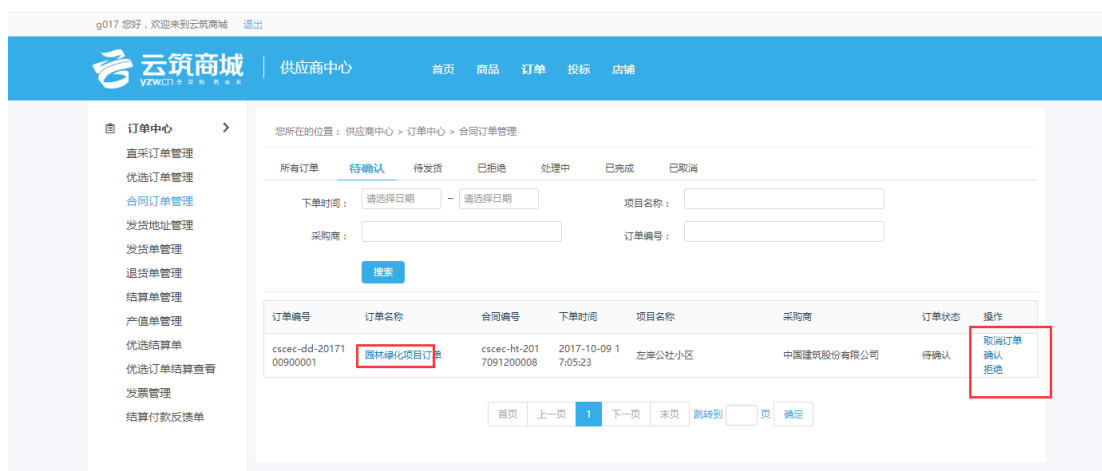 g017 您好，欢迎来到云筑商城 退出
云筑商城 供应商中心 首页 商品 订单 投标 店铺
yzw.cn
订单中心
直采订单管理
优选订单管理
合同订单管理
发货地址管理
发货单管理
退货单管理
结算单管理
产值单管理
优选结算单
优选订单结算查看
发票管理
结算付款反馈单
您所在的位置：供应商中心 > 订单中心 > 合同订单管理
所有订单 待确认 待发货 已拒绝 处理中 已完成 已取消
下单时间： 请选择日期 － 请选择日期 项目名称：
采购商： 订单编号：
搜索
订单编号 订单名称 合同编号 下单时间 项目名称 采购商 订单状态 操作
cscec-dd-20171 园林绿化项目订单 cscec-ht-201 2017-10-09 1 左岸公社小区 中国建筑股份有限公司 待确认 取消订单
00900001 7091200008 7:05:23 确认
拒绝
首页 上一页 1 下一页 末页 跳转到 页 确定